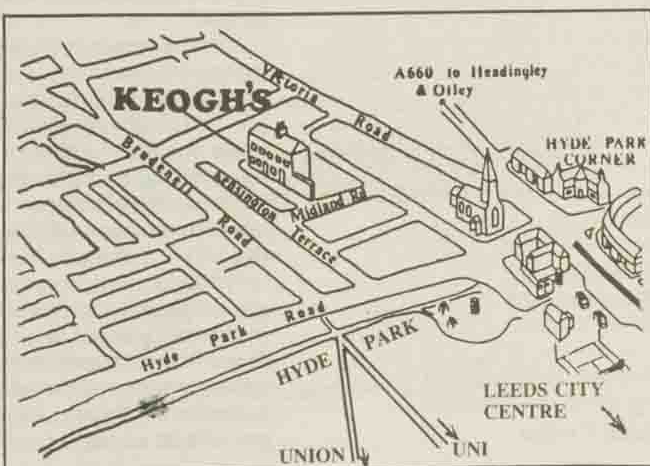 A660 to Headingley
& Otley
Victoria Road
KEOGH'S
HYDE PARK
CORNER
Brudenell Road
Kensington Terrace
Midland Rd
Hyde Park Road
HYDE PARK
LEEDS CITY
CENTRE
UNION
UNI